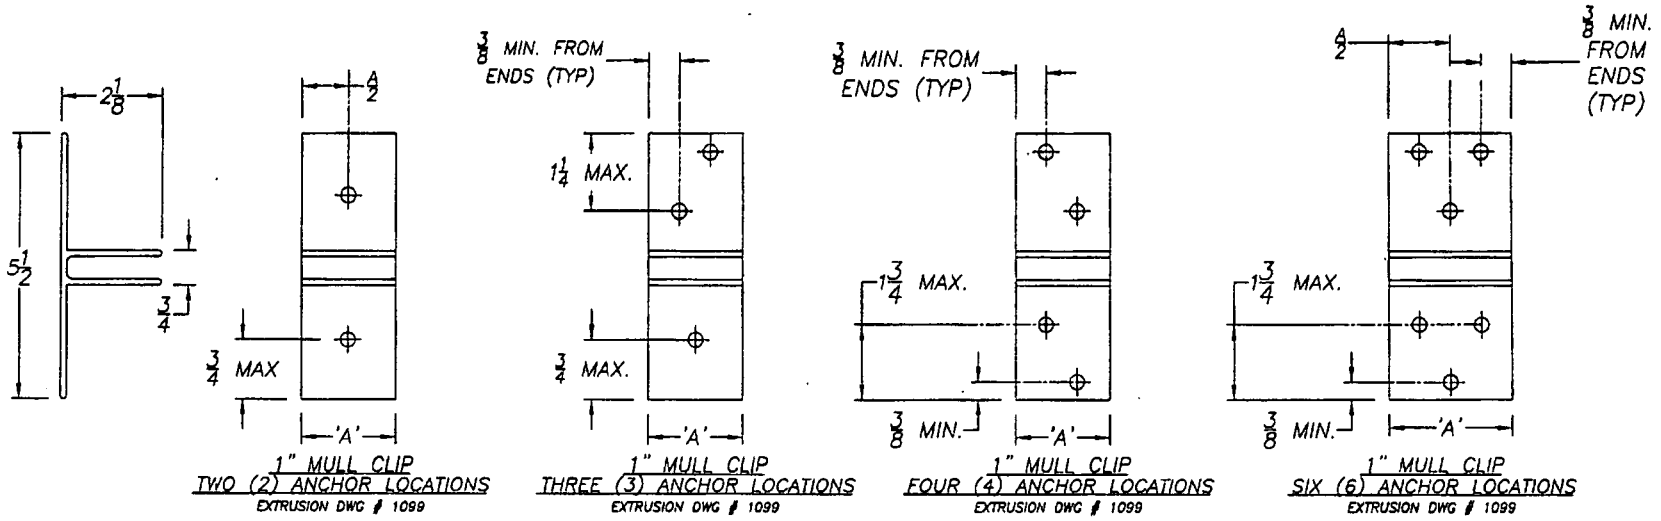 2 1/8
5 1/2
3/4
A/2
3/4 MAX
'A'
1" MULL CLIP
TWO (2) ANCHOR LOCATIONS
EXTRUSION DWG # 1099
3/8 MIN. FROM
ENDS (TYP)
1 1/4 MAX.
3/4 MAX.
'A'
1" MULL CLIP
THREE (3) ANCHOR LOCATIONS
EXTRUSION DWG # 1099
3/8 MIN. FROM
ENDS (TYP)
1 3/4 MAX.
3/8 MIN.
'A'
1" MULL CLIP
FOUR (4) ANCHOR LOCATIONS
EXTRUSION DWG # 1099
A/2
3/8 MIN.
FROM
ENDS
(TYP)
1 3/4 MAX.
3/8 MIN.
'A'
1" MULL CLIP
SIX (6) ANCHOR LOCATIONS
EXTRUSION DWG # 1099